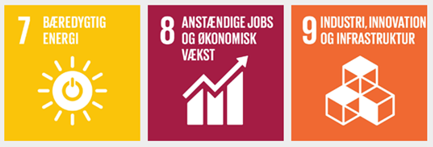 7 BÆREDYGTIG
ENERGI
8 ANSTÆNDIGE JOBS
OG ØKONOMISK
VÆKST
9 INDUSTRI, INNOVATION
OG INFRASTRUKTUR